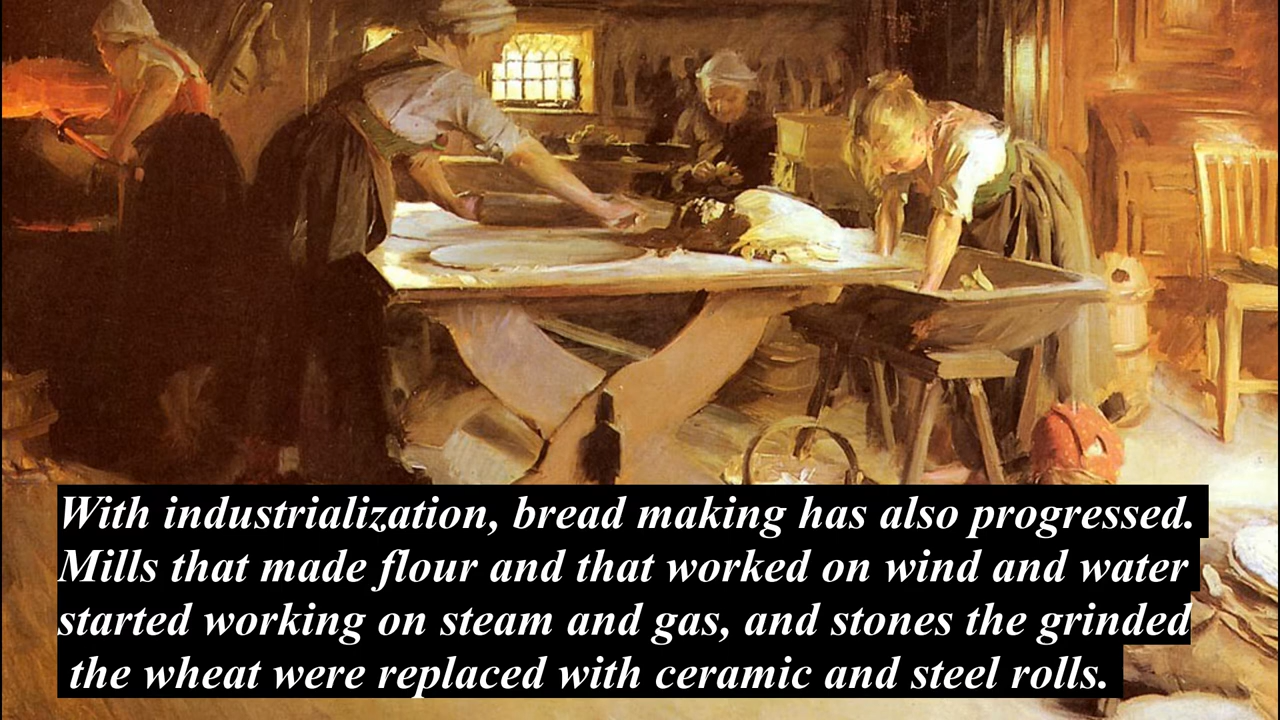 With industrialization, bread making has also progressed.
Mills that made flour and that worked on wind and water
started working on steam and gas, and stones the grinded
the wheat were replaced with ceramic and steel rolls.